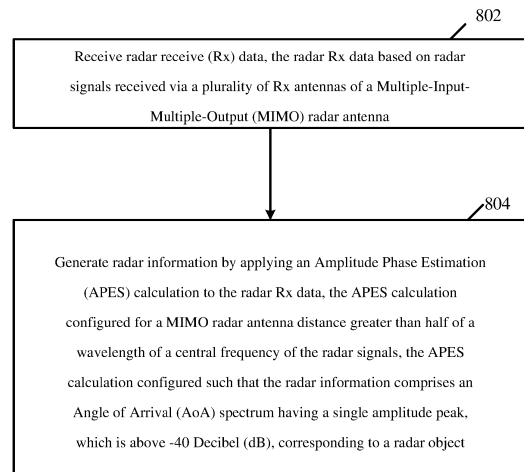 802
Receive radar receive (Rx) data, the radar Rx data based on radar
signals received via a plurality of Rx antennas of a Multiple-Input-
Multiple-Output (MIMO) radar antenna
804
Generate radar information by applying an Amplitude Phase Estimation
(APES) calculation to the radar Rx data, the APES calculation
configured for a MIMO radar antenna distance greater than half of a
wavelength of a central frequency of the radar signals, the APES
calculation configured such that the radar information comprises an
Angle of Arrival (AoA) spectrum having a single amplitude peak,
which is above -40 Decibel (dB), corresponding to a radar object